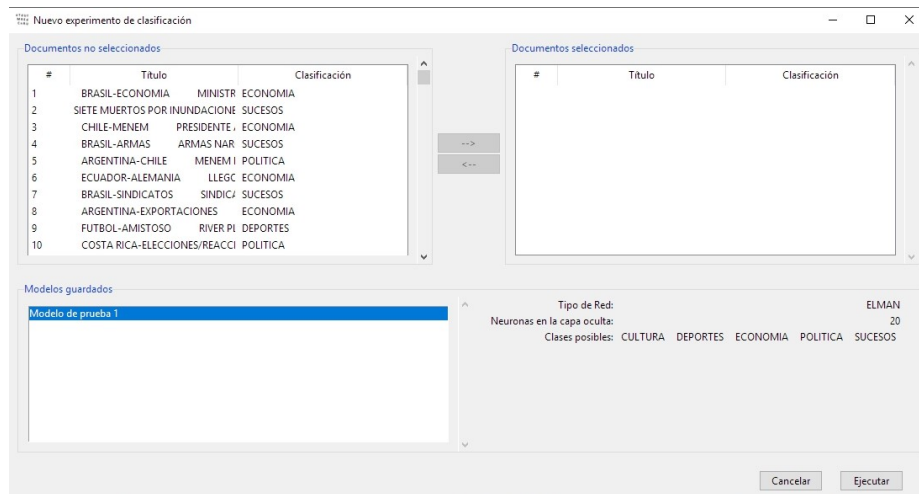 Nuevo experimento de clasificación
Documentos no seleccionados
# Título Clasificación
1 BRASIL-ECONOMIA MINISTR ECONOMIA
2 SIETE MUERTOS POR INUNDACIONE SUCESOS
3 CHILE-MENEM PRESIDENTE ECONOMIA
4 BRASIL-ARMAS ARMAS NAR SUCESOS
5 ARGENTINA-CHILE MENEM POLITICA
6 ECUADOR-ALEMANIA LLEGC ECONOMIA
7 BRASIL-SINDICATOS SINDIC SUCESOS
8 ARGENTINA-EXPORTACIONES ECONOMIA
9 FUTBOL-AMISTOSO RIVER PL DEPORTES
10 COSTA RICA-ELECCIONES/REACCI POLITICA
-->
<--
Documentos seleccionados
# Título Clasificación
Modelos guardados
Modelo de prueba 1
Tipo de Red: ELMAN
Neuronas en la capa oculta: 20
Clases posibles: CULTURA DEPORTES ECONOMIA POLITICA SUCESOS
Cancelar Ejecutar